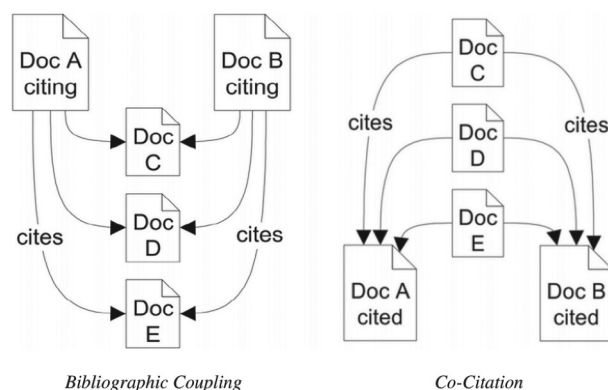 Doc A
citing
Doc B
citing
Doc
C
Doc
D
cites
cites
Doc
E
Bibliographic Coupling
Doc
C
cites
cites
Doc
D
Doc
E
Doc A
cited
Doc B
cited
Co-Citation